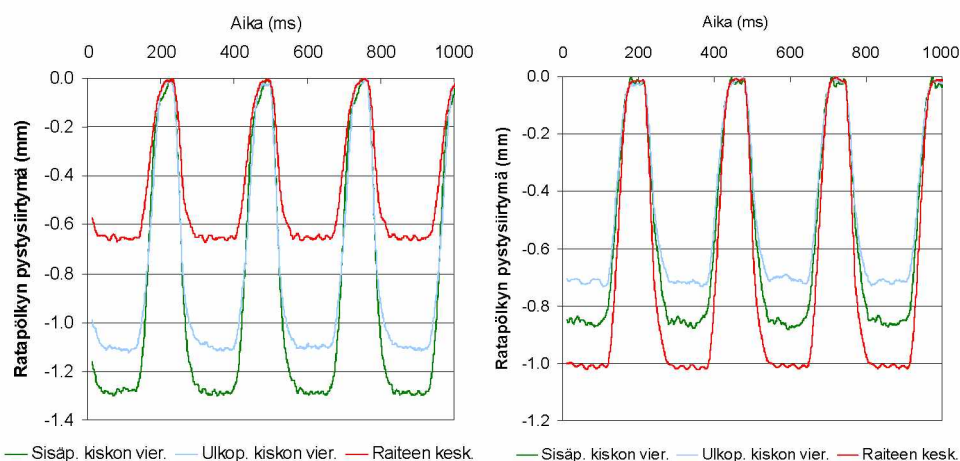 Aika (ms)
0 200 400 600 800 1000
0.0
-0.2
-0.4
-0.6
-0.8
-1.0
-1.2
-1.4
Ratapölkyn pystysiirtymä (mm)
Sisäp. kiskon vier. Ulkop. kiskon vier. Raiteen kesk.
Aika (ms)
0 200 400 600 800 1000
0.0
-0.2
-0.4
-0.6
-0.8
-1.0
-1.2
Ratapölkyn pystysiirtymä (mm)
Sisäp. kiskon vier. Ulkop. kiskon vier. Raiteen kesk.